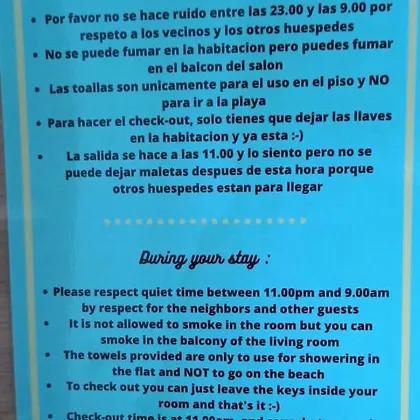 • Por favor no se hace ruido entre las 23.00 y las 9.00 por
respeto a los vecinos y los otros huespedes
• No se puede fumar en la habitacion pero puedes fumar
en el balcon del salon
• Las toallas son unicamente para el uso en el piso y NO
para ir a la playa
• Para hacer el check-out, solo tienes que dejar las llaves
en la habitacion y ya esta :-)
• La salida se hace a las 11.00 y lo siento pero no se
puede dejar maletas despues de esta hora porque
otros huespedes estan para llegar
During your stay :
• Please respect quiet time between 11.00pm and 9.00am
by respect for the neighbors and other guests
• It is not allowed to smoke in the room but you can
smoke in the balcony of the living room
• The towels provided are only to use for showering in
the flat and NOT to go on the beach
• To check out you can just leave the keys inside your
room and that's it :-)
• Check-out time is at 11.00am, and